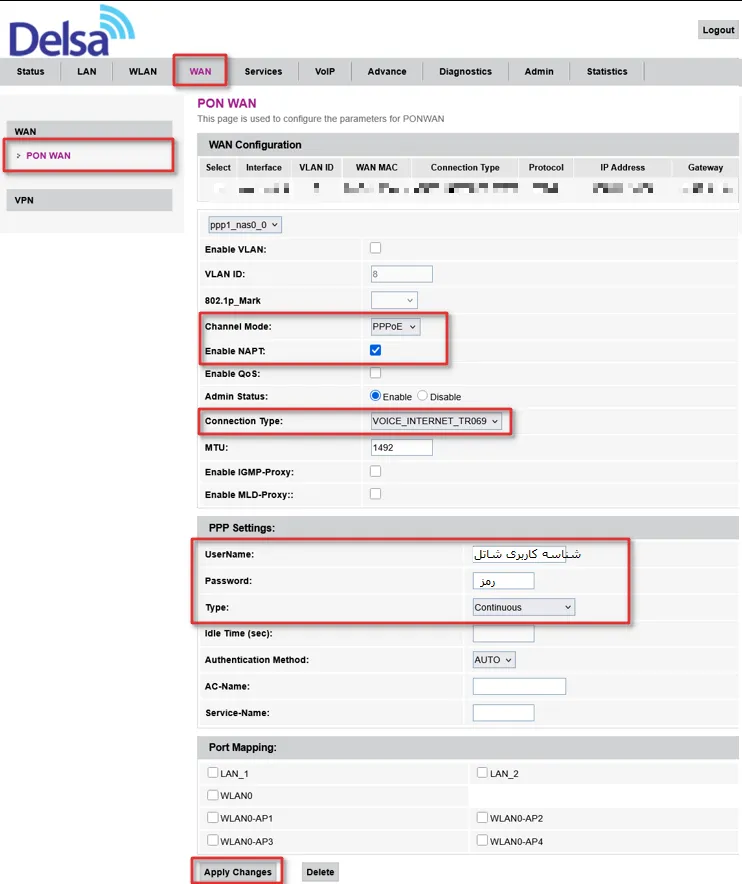 Delsa
Logout
Status LAN WLAN WAN Services VoIP Advance Diagnostics Admin Statistics
WAN
> PON WAN
VPN
PON WAN
This page is used to configure the parameters for PONWAN
WAN Configuration
Select Interface VLAN ID WAN MAC Connection Type Protocol IP Address Gateway
ppp1_nas0_0
Enable VLAN:
VLAN ID: 8
802.1p_Mark
Channel Mode: PPPoE
Enable NAPT:
Enable QoS:
Admin Status: Enable Disable
Connection Type: VOICE_INTERNET_TR069
MTU: 1492
Enable IGMP-Proxy:
Enable MLD-Proxy::
PPP Settings:
UserName: شناسه کاربری شاتل
Password: رمز
Type: Continuous
Idle Time (sec):
Authentication Method: AUTO
AC-Name:
Service-Name:
Port Mapping:
LAN_1 LAN_2
WLAN0
WLAN0-AP1 WLAN0-AP2
WLAN0-AP3 WLAN0-AP4
Apply Changes Delete